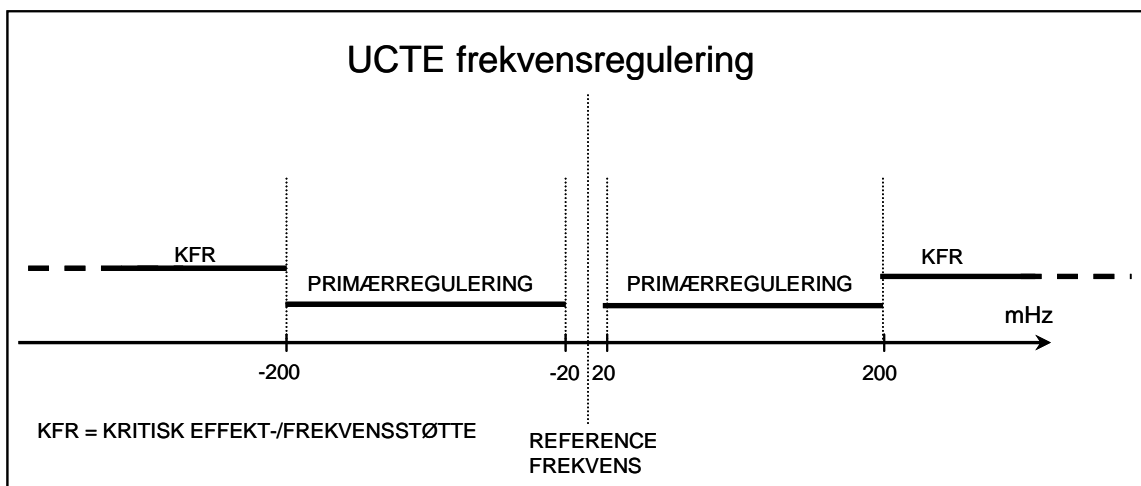 UCTE frekvensregulering
KFR
KFR
PRIMÆRREGULERING
PRIMÆRREGULERING
mHz
-200
-20
20
200
KFR = KRITISK EFFEKT-/FREKVENSSTØTTE
REFERENCE
FREKVENS